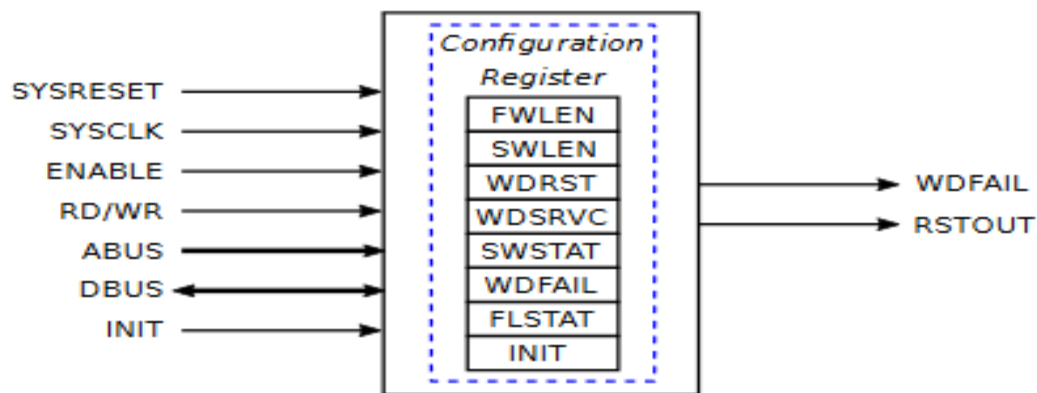 Configuration
Register
SYSRESET
SYSCLK
ENABLE
RD/WR
ABUS
DBUS
INIT
FWLEN
SWLEN
WDRST
WDSRVC
SWSTAT
WDFAIL
FLSTAT
INIT
WDFAIL
RSTOUT